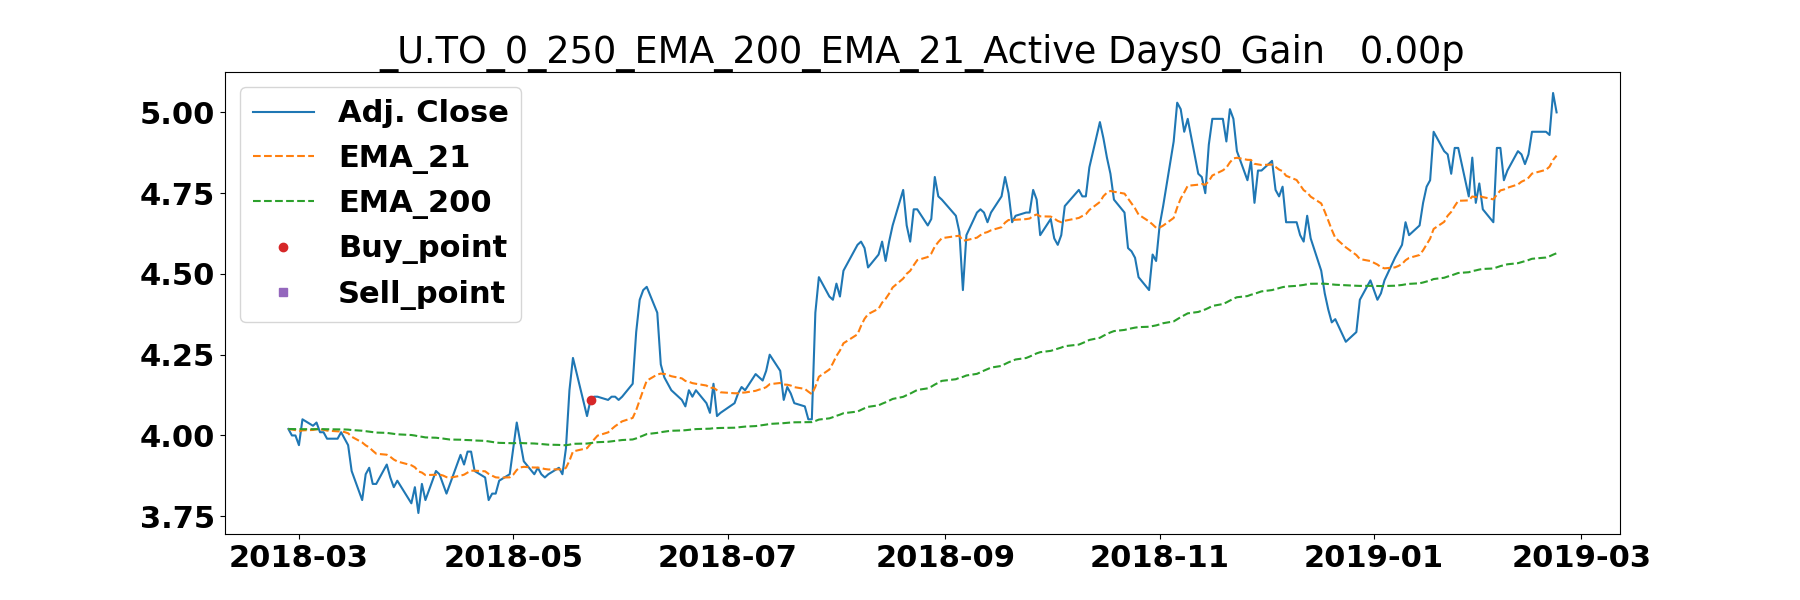 _U.TO_0_250_EMA_200_EMA_21_Active Days0_Gain   0.00p
Adj. Close
EMA_21
EMA_200
Buy_point
Sell_point
5.00
4.75
4.50
4.25
4.00
3.75
2018-03 2018-05 2018-07 2018-09 2018-11 2019-01 2019-03